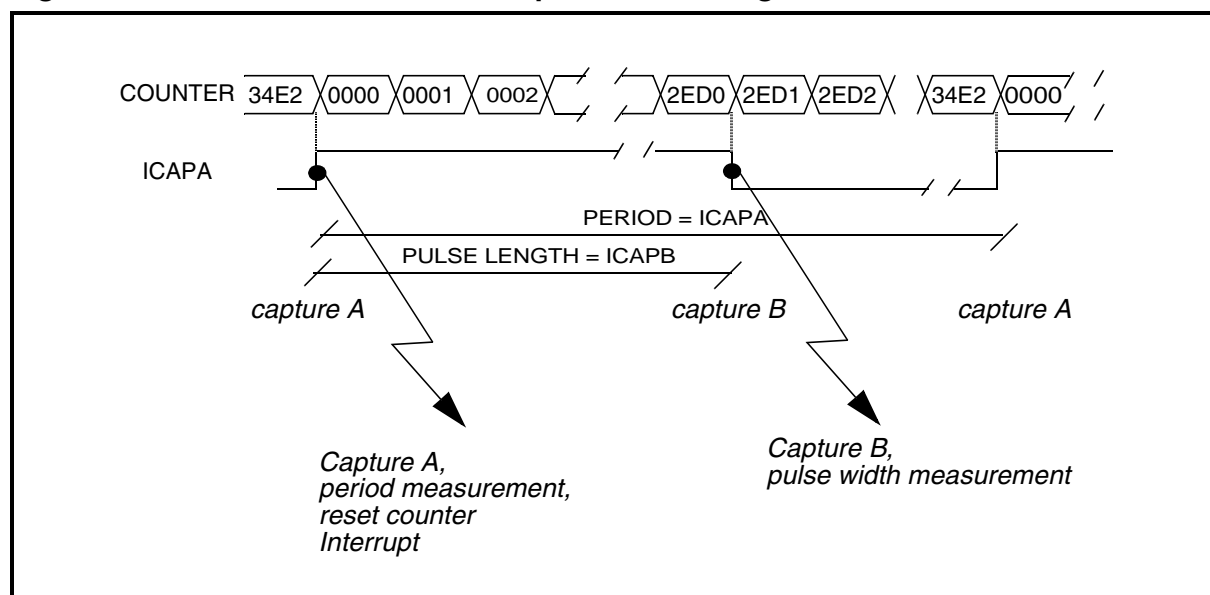 COUNTER 34E2 0000 0001 0002 2ED0 2ED1 2ED2 34E2 0000
ICAPA
PERIOD = ICAPA
PULSE LENGTH = ICAPB
capture A capture B capture A
Capture A,
period measurement,
reset counter
Interrupt
Capture B,
pulse width measurement